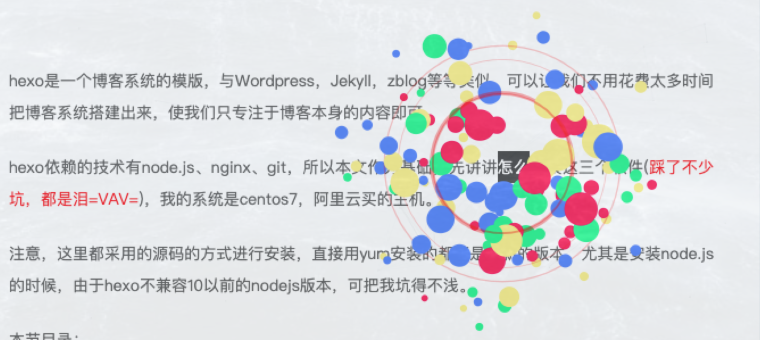 hexo是一个博客系统的模版，与Wordpress，Jekyll，zblog等等类似，可以让我们不用花费太多时间
把博客系统搭建出来，使我们只专注于博客本身的内容即可
hexo依赖的技术有node.js、nginx、git，所以本文作 基础 先讲讲怎么 这三个 件(踩了不少
坑，都是泪=VAV=)，我的系统是centos7，阿里云买的主机。
注意，这里都采用的源码的方式进行安装，直接用yum安装的都 是 的版本，尤其是安装node.js
的时候，由于hexo不兼容10以前的nodejs版本，可把我坑得不浅。
本节目录：